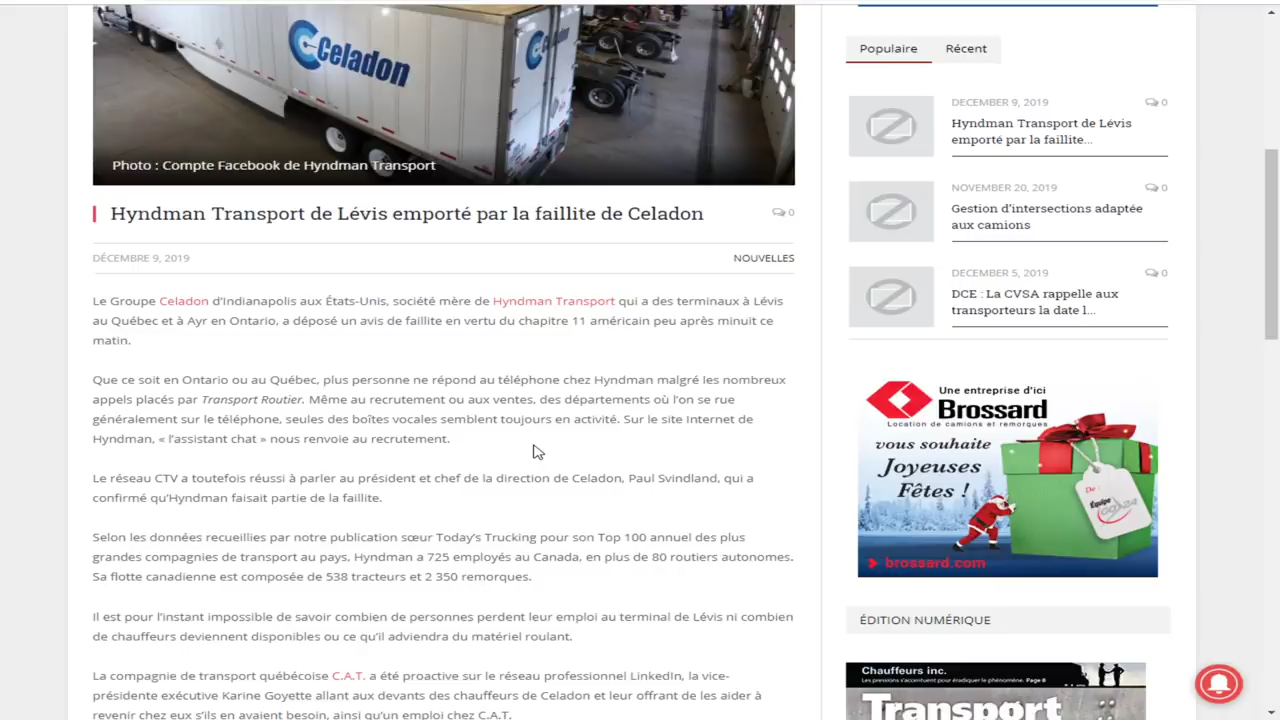 Celadon
Photo : Compte Facebook de Hyndman Transport
Hyndman Transport de Lévis emporté par la faillite de Celadon
0
DÉCEMBRE 9, 2019
NOUVELLES
Le Groupe Celadon d'Indianapolis aux États-Unis, société mère de Hyndman Transport qui a des terminaux à Lévis
au Québec et à Ayr en Ontario, a déposé un avis de faillite en vertu du chapitre 11 américain peu après minuit ce
matin.
Que ce soit en Ontario ou au Québec, plus personne ne répond au téléphone chez Hyndman malgré les nombreux
appels placés par Transport Routier. Même au recrutement ou aux ventes, des départements où l'on se rue
généralement sur le téléphone, seules des boîtes vocales semblent toujours en activité. Sur le site Internet de
Hyndman, « l'assistant chat » nous renvoie au recrutement.
Le réseau CTV a toutefois réussi à parler au président et chef de la direction de Celadon, Paul Svindland, qui a
confirmé qu'Hyndman faisait partie de la faillite.
Selon les données recueillies par notre publication sœur Today's Trucking pour son Top 100 annuel des plus
grandes compagnies de transport au pays, Hyndman a 725 employés au Canada, en plus de 80 routiers autonomes.
Sa flotte canadienne est composée de 538 tracteurs et 2 350 remorques.
Il est pour l'instant impossible de savoir combien de personnes perdent leur emploi au terminal de Lévis ni combien
de chauffeurs deviennent disponibles ou ce qu'il adviendra du matériel roulant.
La compagnie de transport québécoise C.A.T. a été proactive sur le réseau professionnel LinkedIn, la vice-
présidente executive Karine Goyette allant aux devants des chauffeurs de Celadon et leur offrant de les aider à
revenir chez eux s'ils en avaient besoin, ainsi qu'un emploi chez C.A.T.
Populaire
Récent
DECEMBER 9, 2019
0
Hyndman Transport de Lévis
emporté par la faillite...
NOVEMBER 20, 2019
0
Gestion d'intersections adaptée
aux camions
DECEMBER 5, 2019
0
DCE : La CVSA rappelle aux
transporteurs la date l...
Une entreprise d'ici
Brossard
Location de camions et remorques
vous souhaite
Joyeuses
Fêtes !
De :
Équipe
brossard.com
ÉDITION NUMÉRIQUE
Chauffeurs inc.
Les pressions s'accentuent pour éradiquer le phénomène. Page 8
Transport